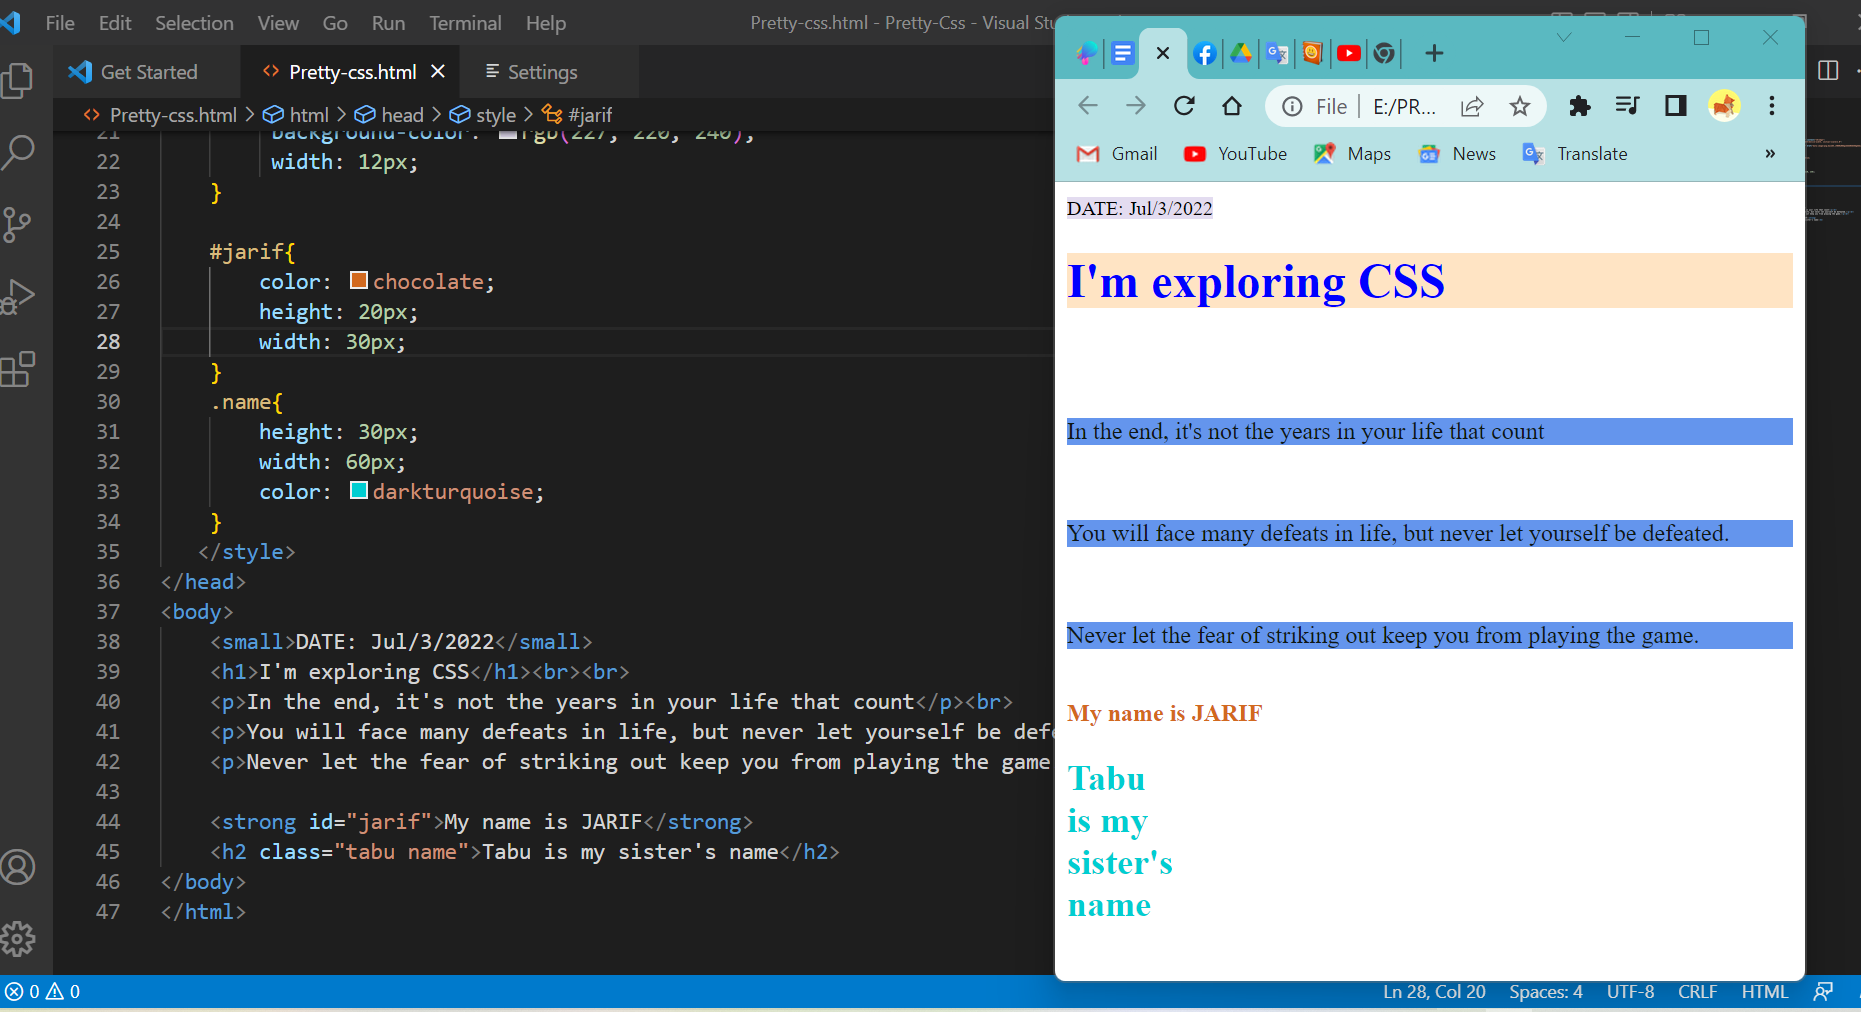 File Edit Selection View Go Run Terminal Help
Pretty-css.html - Pretty-Css - Visual Stu
Get Started
Pretty-css.html
Settings
Pretty-css.html > html > head > style > #jarif
21 background-color: rgb(227, 220, 240);
22 width: 12px;
23 }
24
25 #jarif{
26 color: chocolate;
27 height: 20px;
28 width: 30px;
29 }
30 .name{
31 height: 30px;
32 width: 60px;
33 color: darkturquoise;
34 }
35 </style>
36 </head>
37 <body>
38 <small>DATE: Jul/3/2022</small>
39 <h1>I'm exploring CSS</h1><br><br>
40 <p>In the end, it's not the years in your life that count</p><br>
41 <p>You will face many defeats in life, but never let yourself be defe
42 <p>Never let the fear of striking out keep you from playing the game
43
44 <strong id="jarif">My name is JARIF</strong>
45 <h2 class="tabu name">Tabu is my sister's name</h2>
46 </body>
47 </html>
0 0
Ln 28, Col 20 Spaces: 4 UTF-8 CRLF HTML
File E:/PR...
Gmail YouTube Maps News Translate »
DATE: Jul/3/2022
I'm exploring CSS
In the end, it's not the years in your life that count
You will face many defeats in life, but never let yourself be defeated.
Never let the fear of striking out keep you from playing the game.
My name is JARIF
Tabu
is my
sister's
name